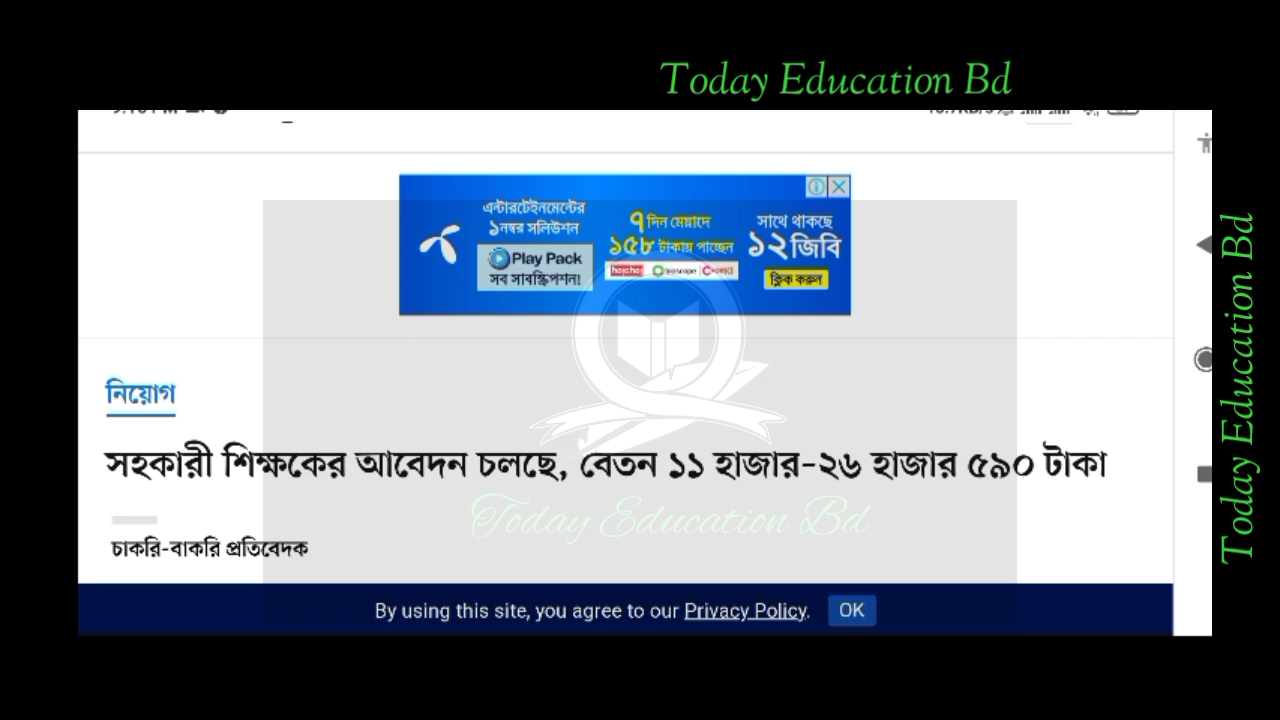 Today Education Bd
এন্টারটেইনমেন্টের
১নম্বর সলিউশন
Play Pack
সব সাবস্ক্রিপশন!
৭দিন মেয়াদে
১৫৮ টাকায় পাচ্ছেন
hoichoi
bioscope
সাথে থাকছে
১২জিবি
ক্লিক করুন
নিয়োগ
সহকারী শিক্ষকের আবেদন চলছে, বেতন ১১ হাজার-২৬ হাজার ৫৯০ টাকা
Today Education Bd
চাকরি-বাকরি প্রতিবেদক
By using this site, you agree to our Privacy Policy.
OK
Today Education Bd